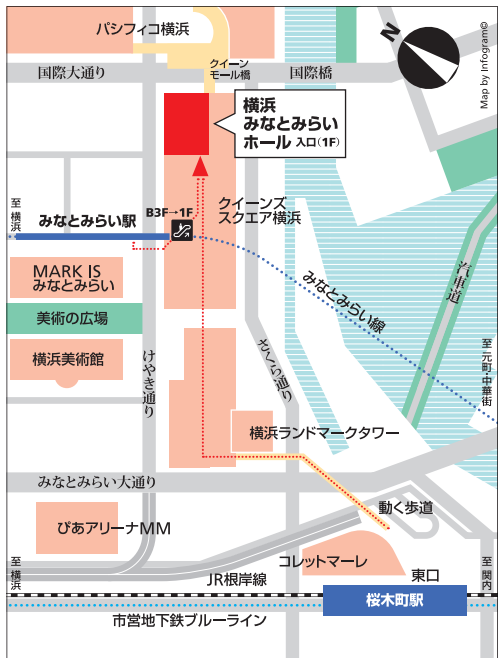 パシフィコ横浜
国際大通り
クイーン
モール橋
国際橋
N
Map by Infogram©
横浜
みなとみらい
ホール 入口(1F)
至 横浜
みなとみらい駅
B3F→1F
クイーンズ
スクエア横浜
MARK IS
みなとみらい
みなとみらい線
汽車道
美術の広場
横浜美術館
けやき通り
さくら通り
至 元町・中華街
横浜ランドマークタワー
みなとみらい大通り
ぴあアリーナMM
動く歩道
コレットマーレ
至 横浜
JR根岸線
東口
至 関内
桜木町駅
市営地下鉄ブルーライン